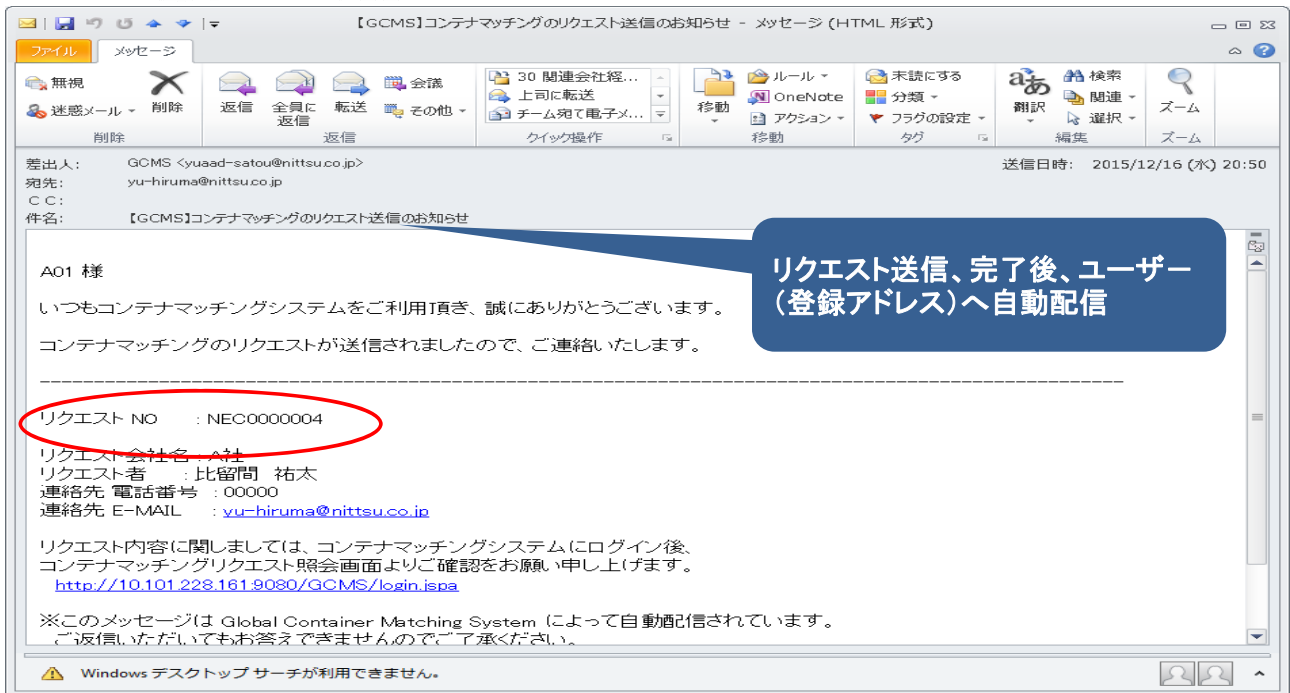 【GCMS】コンテナマッチングのリクエスト送信のお知らせ - メッセージ (HTML 形式)
ファイル メッセージ
無視
迷惑メール
削除
返信
全員に返信
転送
会議
その他
30 関連会社経...
上司に転送
チーム宛て電子メ...
移動
ルール
OneNote
アクション
未読にする
分類
フラグの設定
翻訳
検索
関連
選択
ズーム
削除 返信 クイック操作 移動 タグ 編集 ズーム
差出人: GCMS <yuaad-satou@nittsu.co.jp> 送信日時: 2015/12/16 (水) 20:50
宛先: yu-hiruma@nittsu.co.jp
CC:
件名: 【GCMS】コンテナマッチングのリクエスト送信のお知らせ
リクエスト送信、完了後、ユーザー
（登録アドレス）へ自動配信
A01 様
いつもコンテナマッチングシステムをご利用頂き、誠にありがとうございます。
コンテナマッチングのリクエストが送信されましたので、ご連絡いたします。
リクエスト NO : NEC0000004
リクエスト会社名 : A社
リクエスト者 : 比留間 祐太
連絡先 電話番号 : 00000
連絡先 E-MAIL : yu-hiruma@nittsu.co.jp
リクエスト内容に関しましては、コンテナマッチングシステムにログイン後、
コンテナマッチングリクエスト照会画面よりご確認をお願い申し上げます。
http://10.101.228.161:9080/GCMS/login.jspa
※このメッセージは Global Container Matching System によって自動配信されています。
ご返信いただいてもお答えできませんのでご了承ください。
Windows デスクトップ サーチが利用できません。